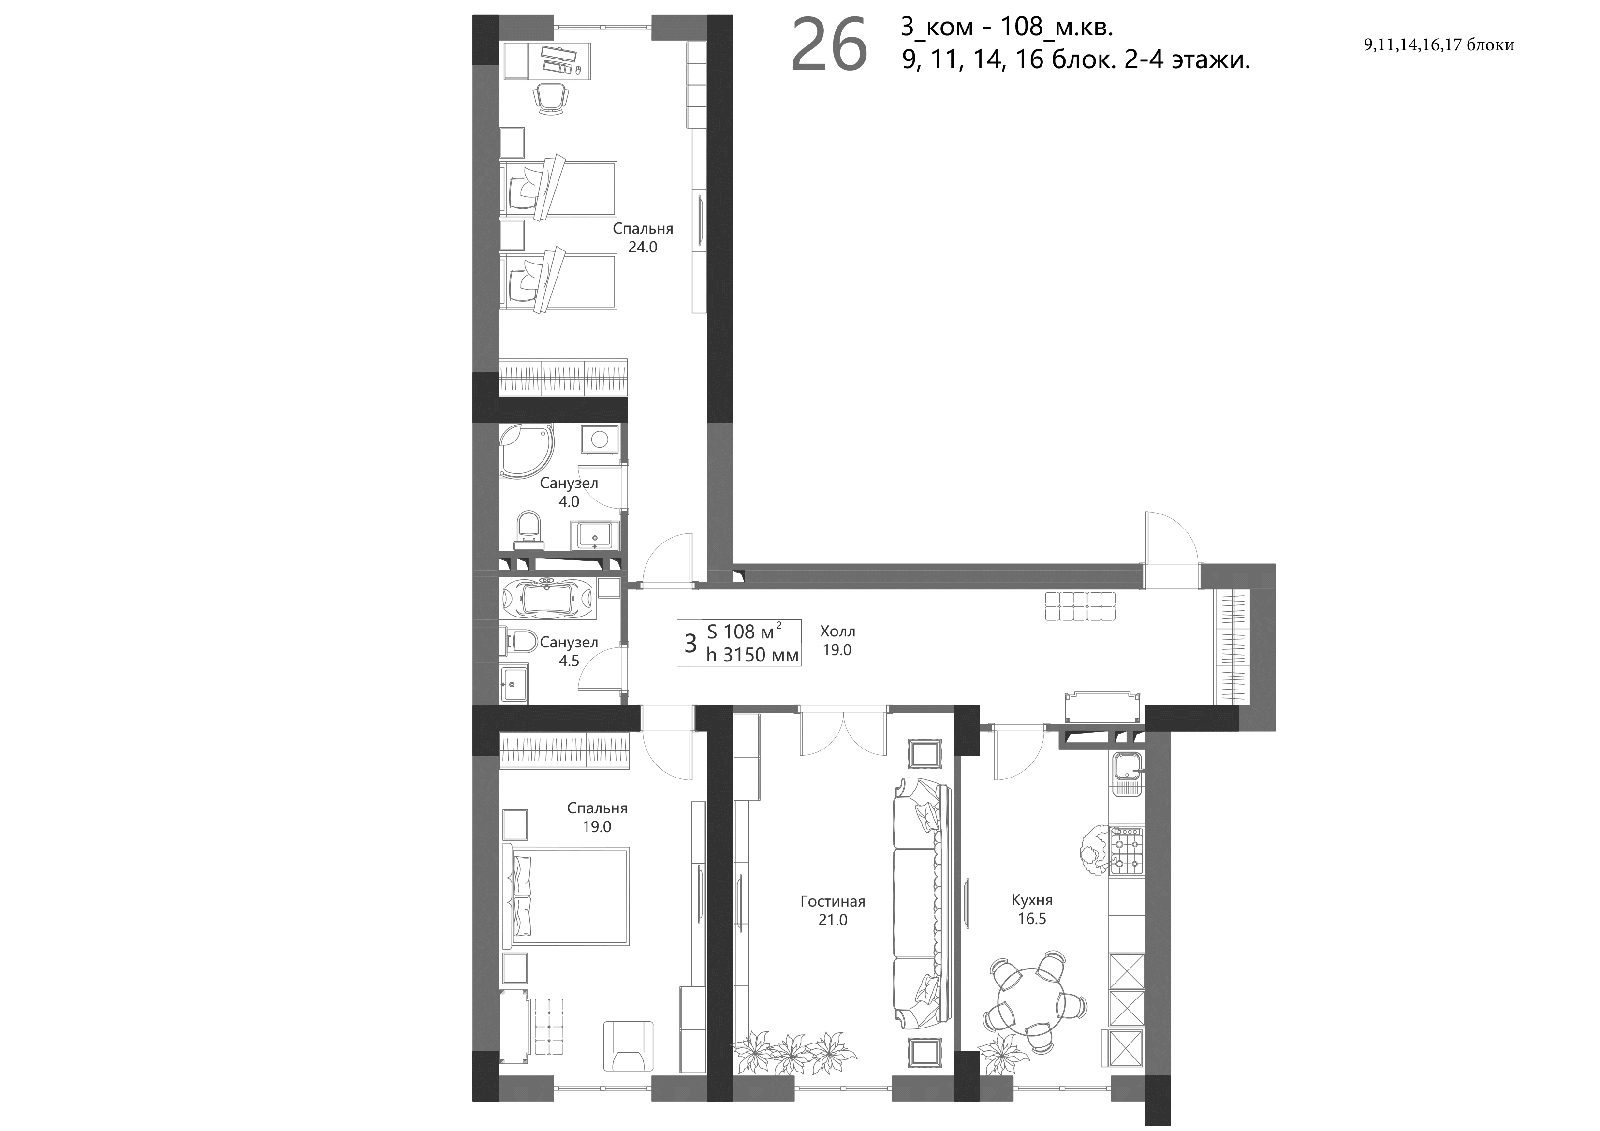 26
3_ком - 108_м.кв.
9, 11, 14, 16 блок. 2-4 этажи.
9,11,14,16,17 блоки
Спальня
24.0
Санузел
4.0
Санузел
4.5
3
S 108 м²
h 3150 мм
Холл
19.0
Спальня
19.0
Гостиная
21.0
Кухня
16.5